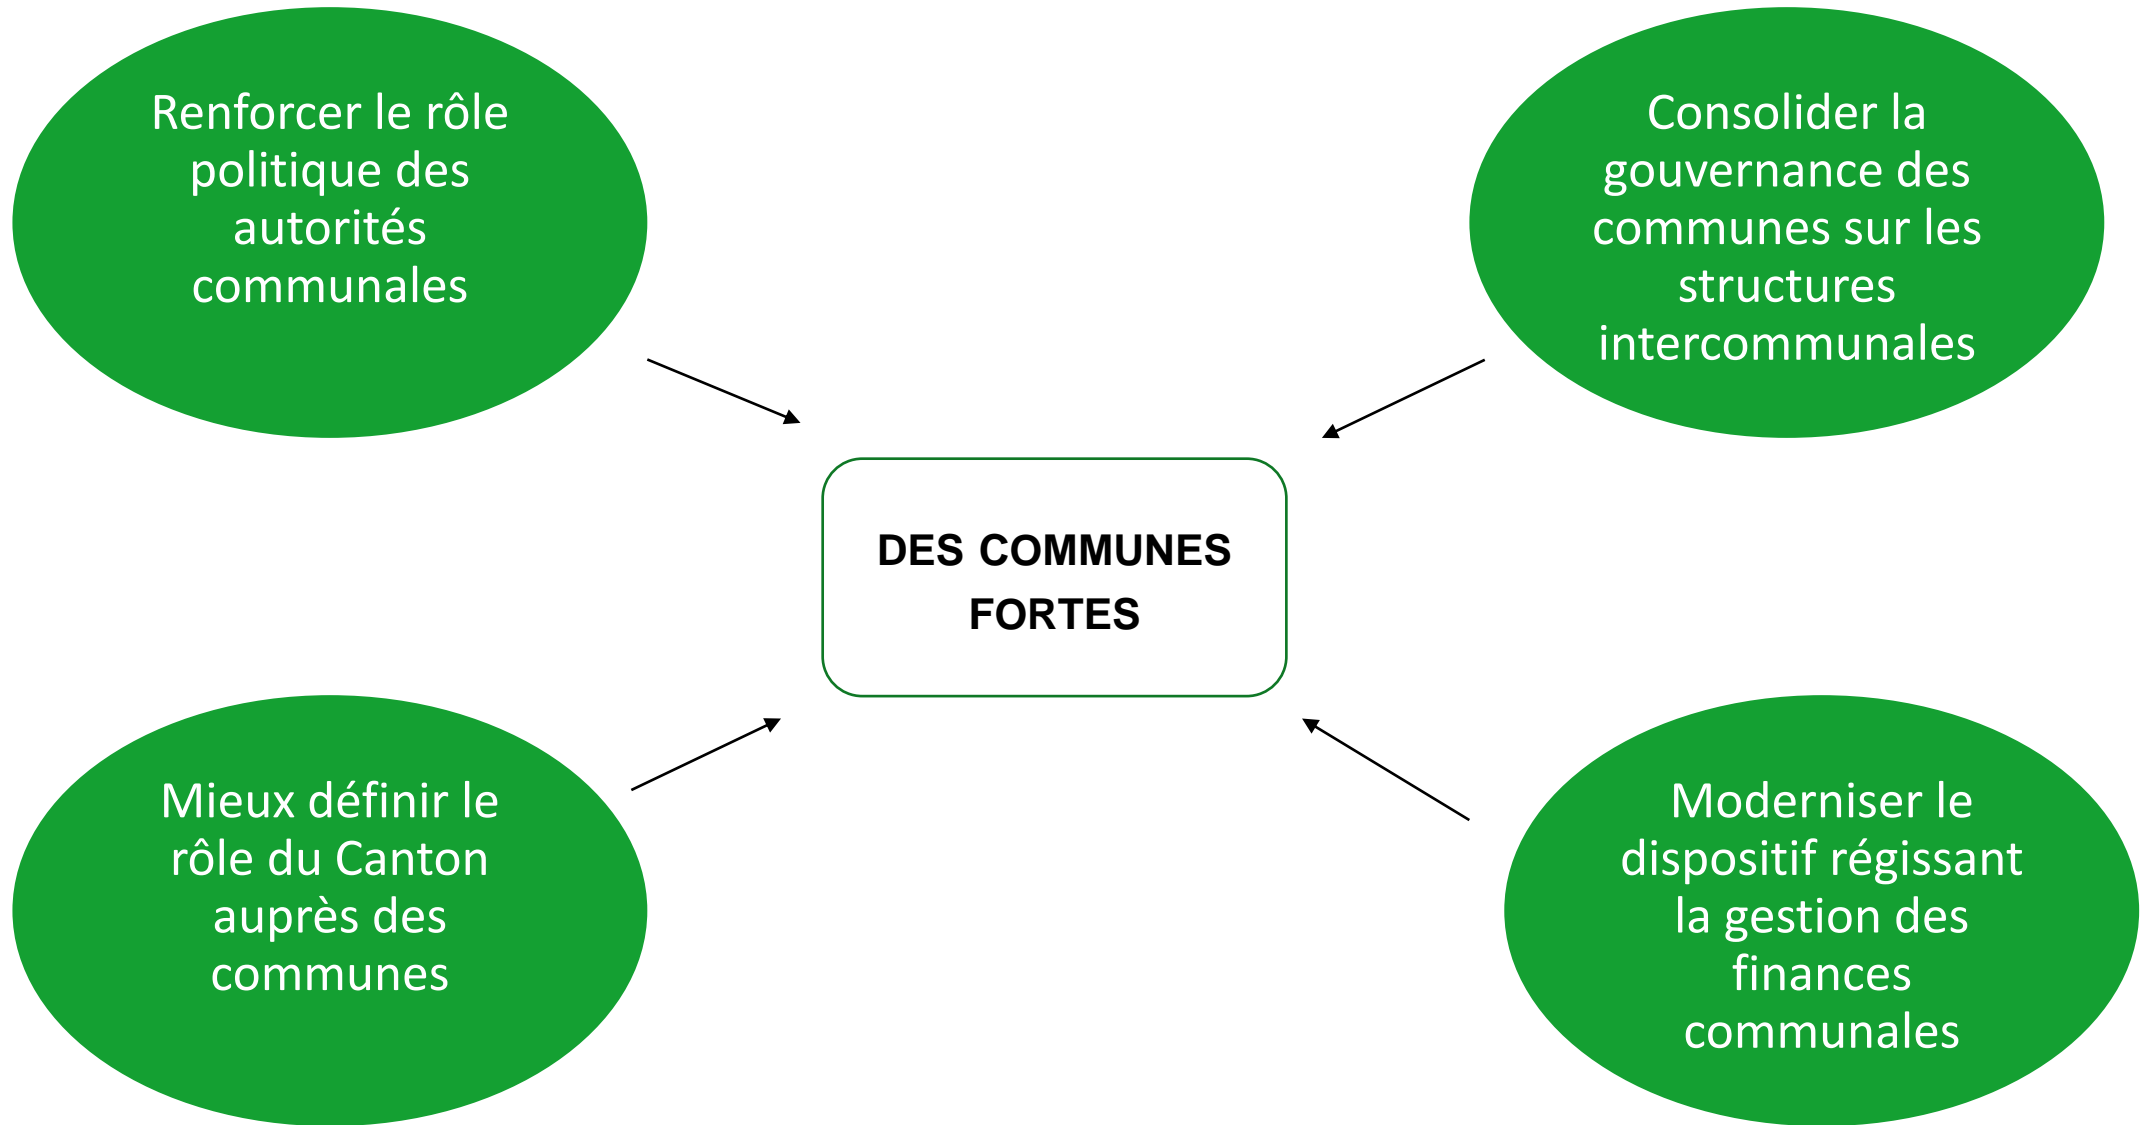 Renforcer le rôle
politique des
autorités
communales
Consolider la
gouvernance des
communes sur les
structures
intercommunales
DES COMMUNES
FORTES
Mieux définir le
rôle du Canton
auprès des
communes
Moderniser le
dispositif régissant
la gestion des
finances
communales